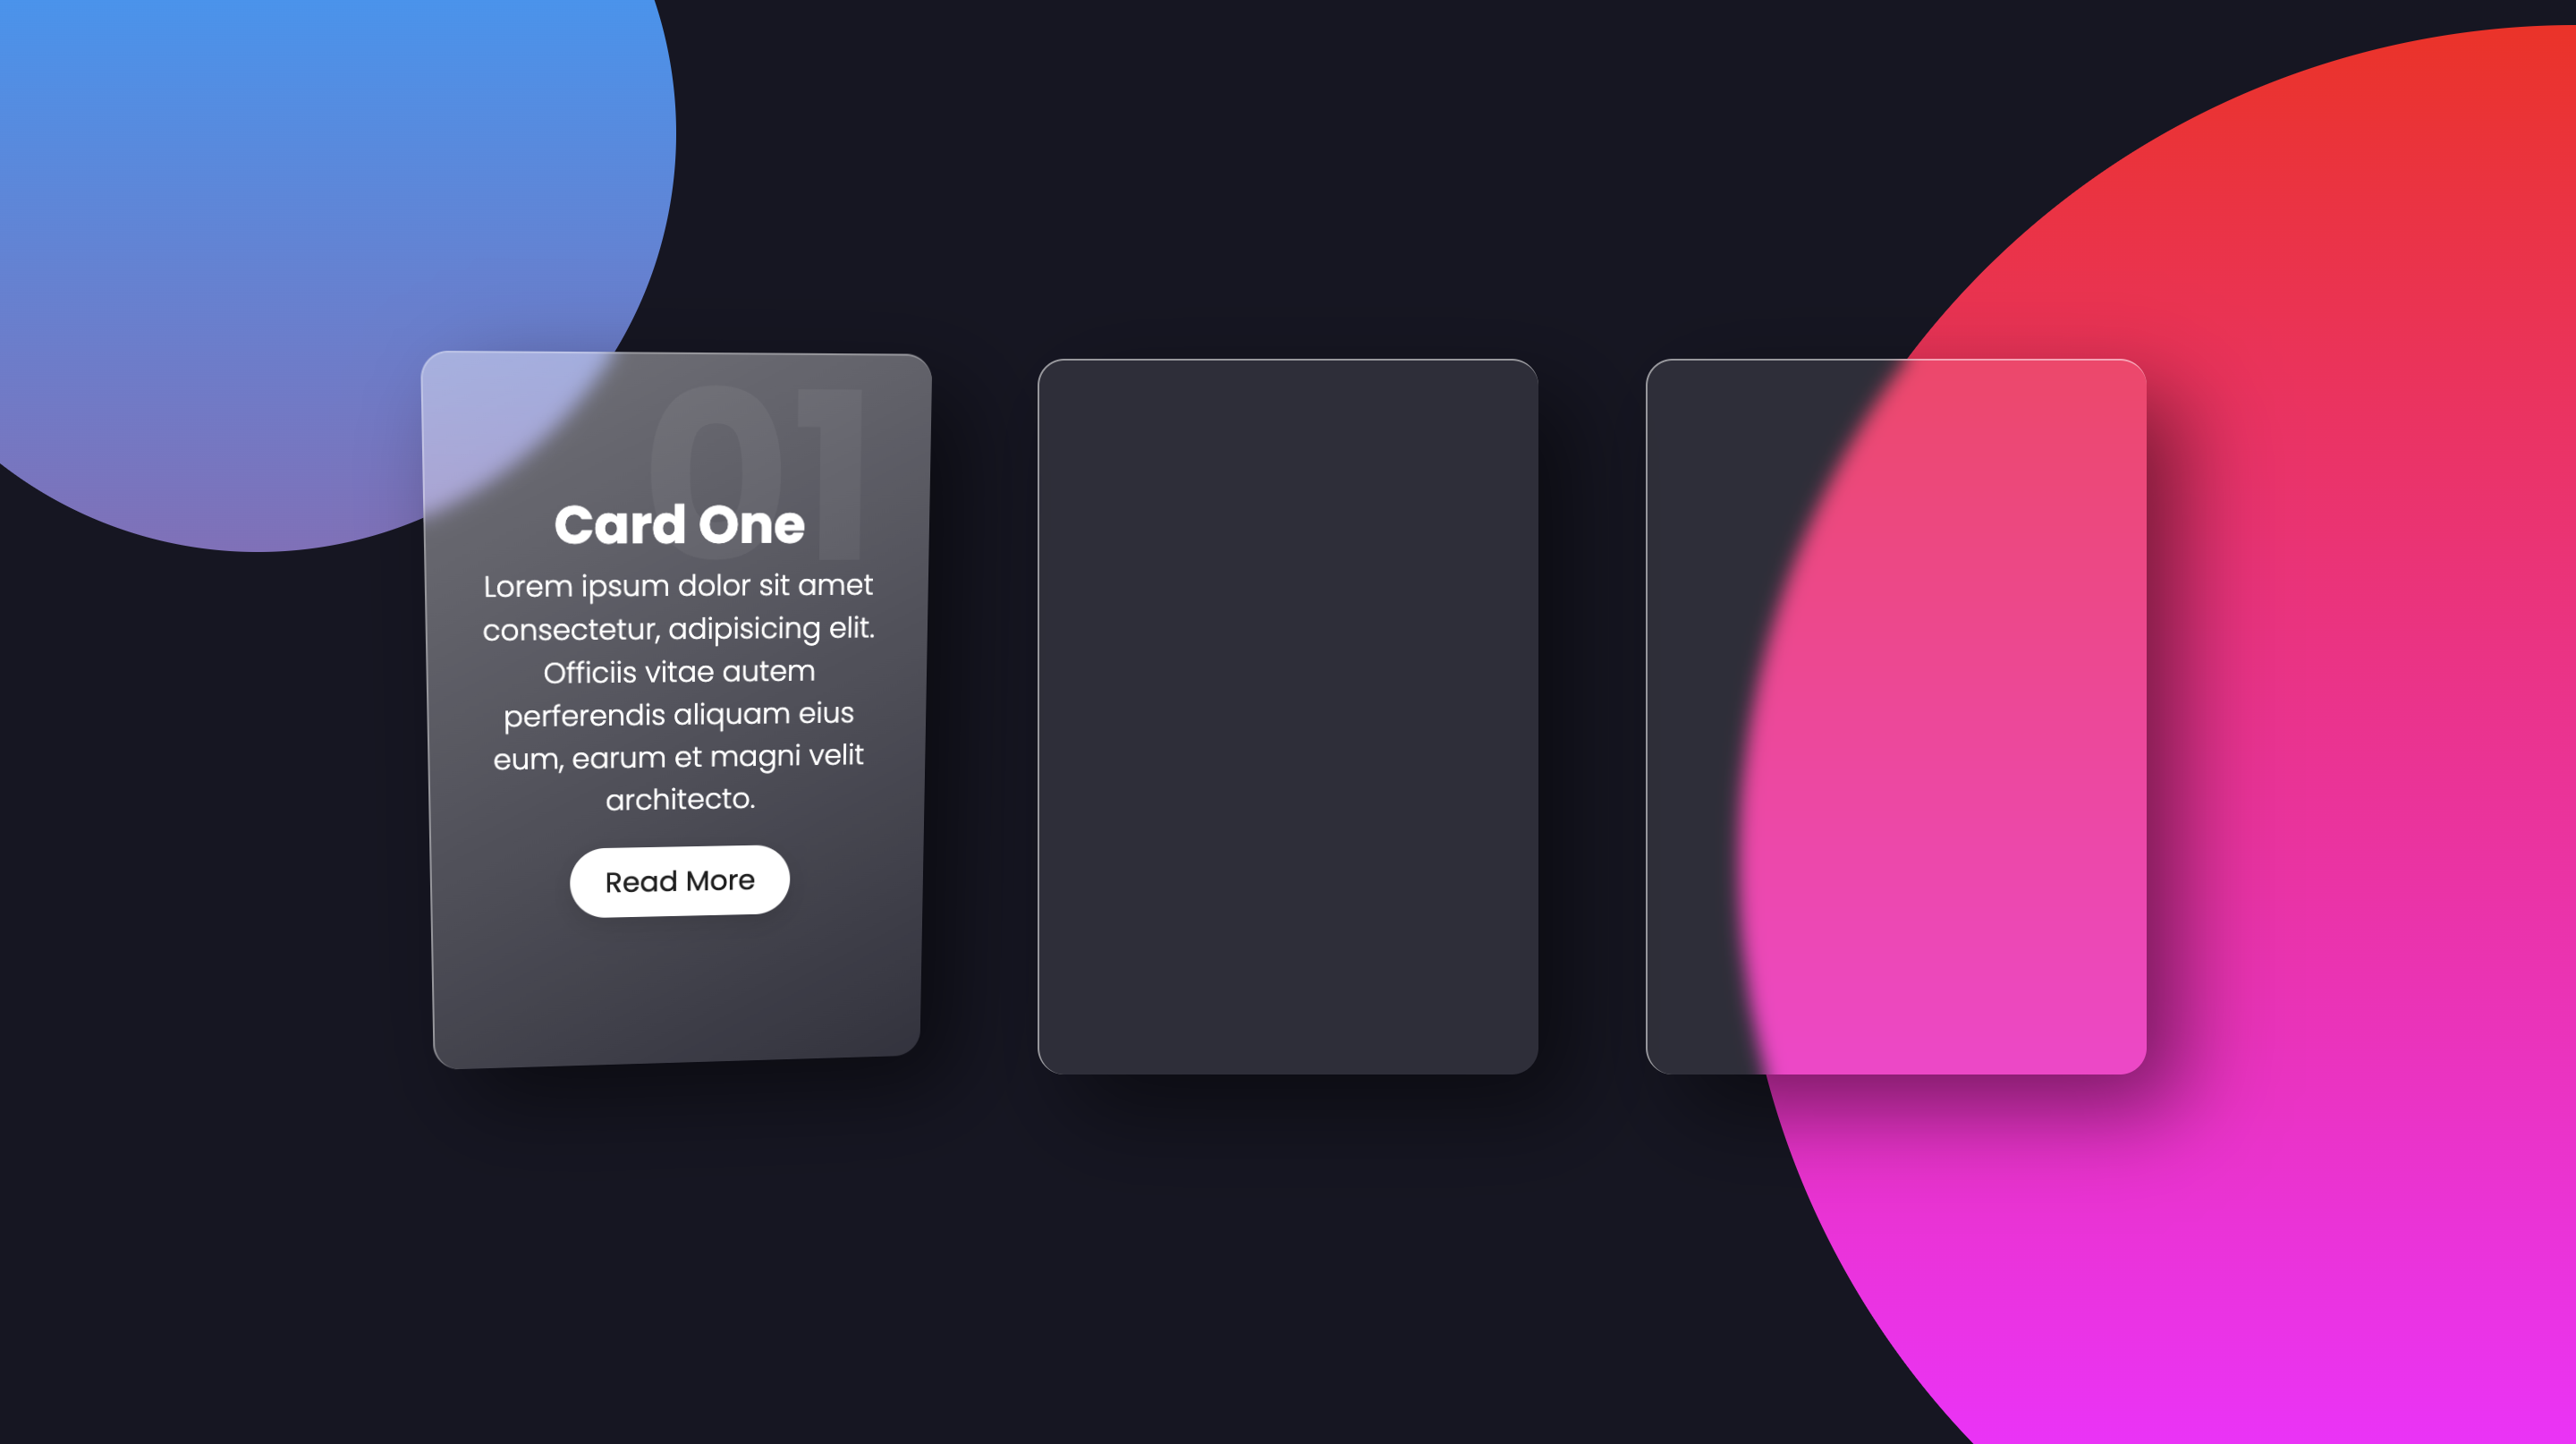 01
Card One
Lorem ipsum dolor sit amet
consectetur, adipisicing elit.
Officiis vitae autem
perferendis aliquam eius
eum, earum et magni velit
architecto.
Read More